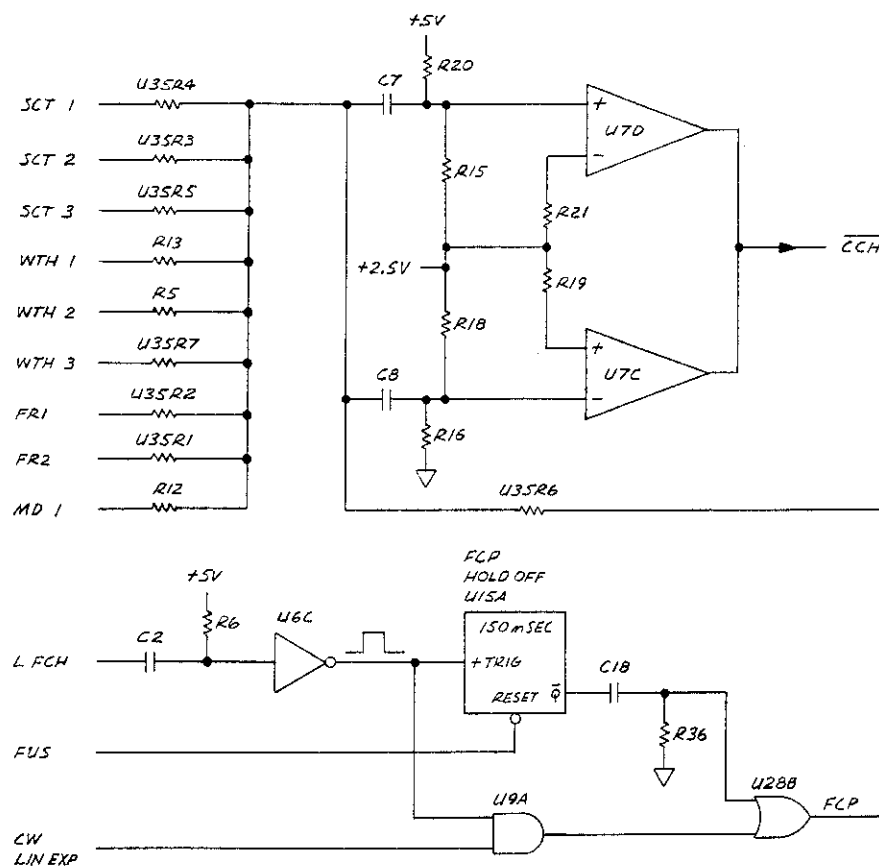 +5V
R20
U35R4
C7
SCT 1
+
U7D
U35R3
SCT 2
-
R15
U35R5
R21
SCT 3
R13
CCH
WTH 1
+2.5V
R19
R5
WTH 2
R18
U35R7
+
WTH 3
C8
U7C
U35R2
-
FR1
R16
U35R1
FR2
U35R6
R12
MD 1
FCP
HOLD OFF
U15A
+5V
R6
U6C
150 mSEC
C2
C18
L FCH
+TRIG
RESET
Q̅
R36
FUS
U28B
U9A
FCP
CW
LIN EXP